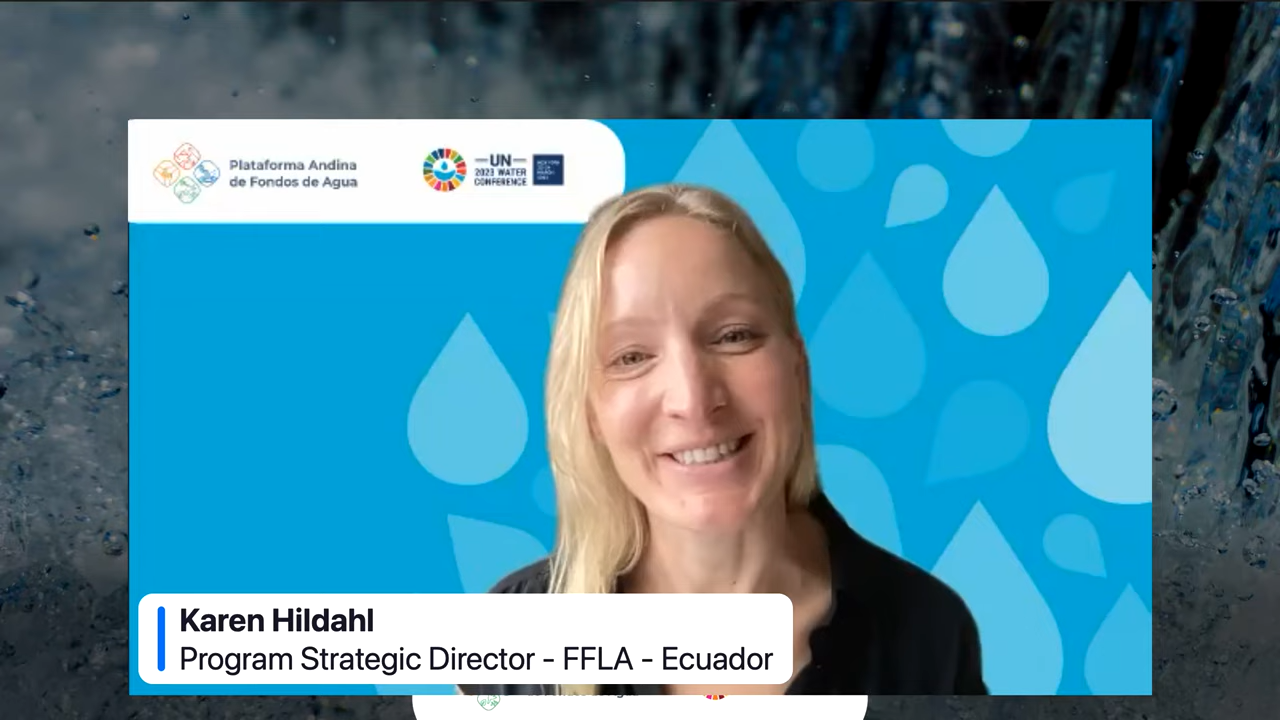 Plataforma Andina
de Fondos de Agua
UN
2023 WATER
CONFERENCE
Karen Hildahl
Program Strategic Director - FFLA - Ecuador